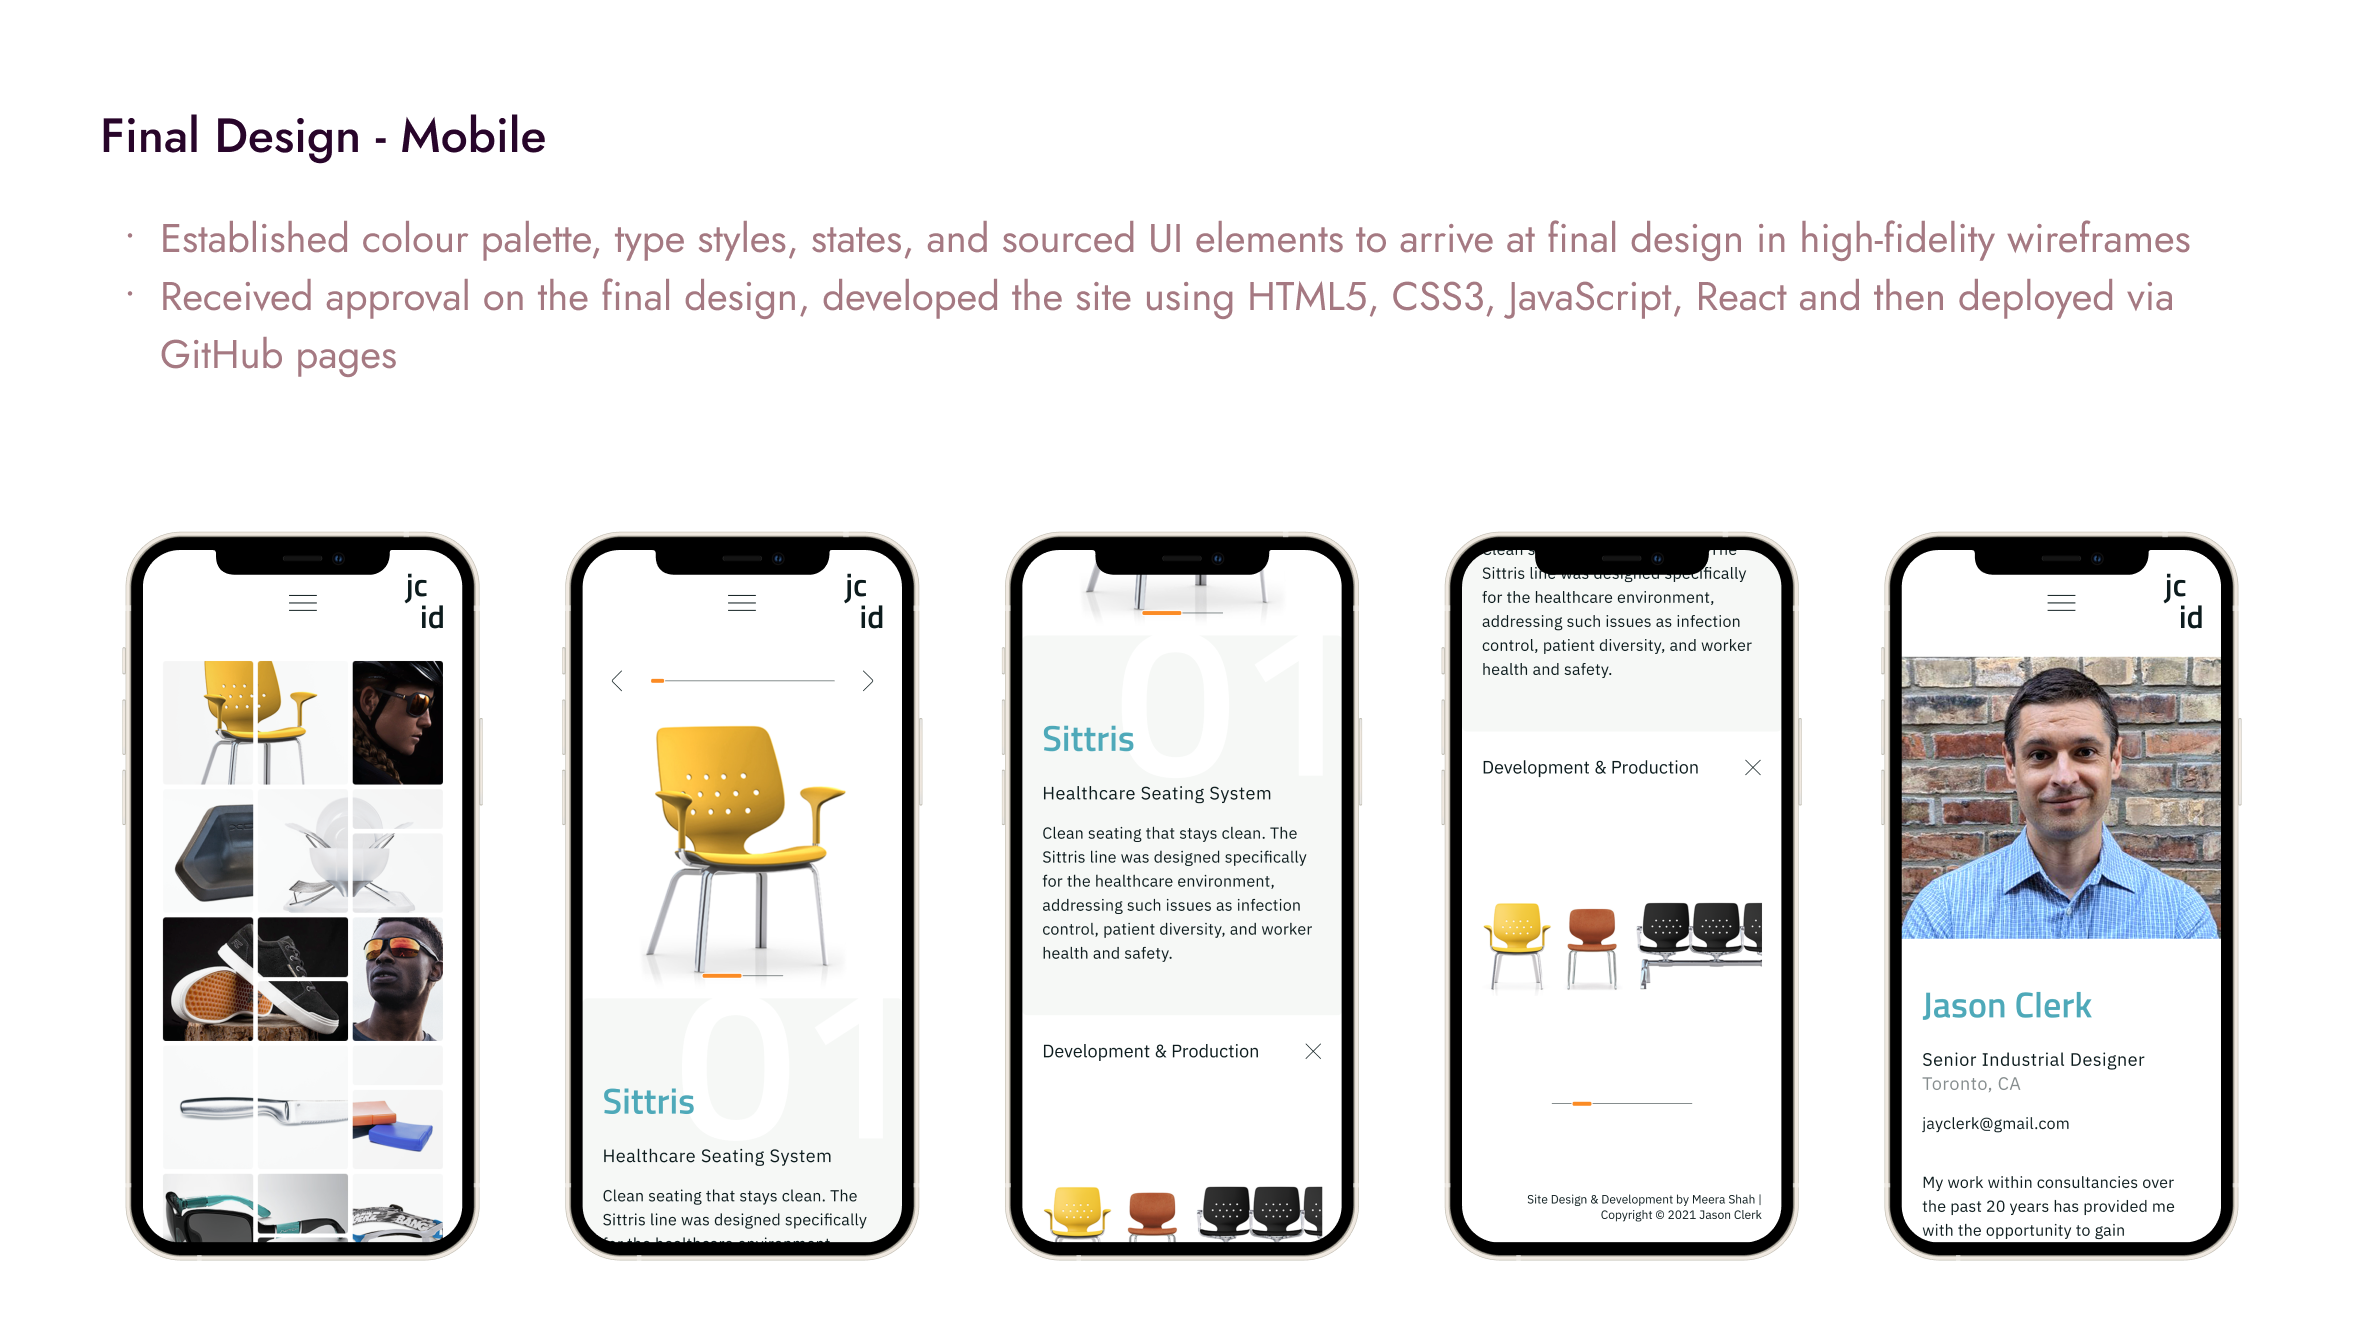 Final Design - Mobile
· Established colour palette, type styles, states, and sourced UI elements to arrive at final design in high-fidelity wireframes
· Received approval on the final design, developed the site using HTML5, CSS3, JavaScript, React and then deployed via
GitHub pages
jc
id
jc
id
01
Sittris
Healthcare Seating System
Clean seating that stays clean. The
Sittris line was designed specifically
for the healthcare environment,
01
Sittris
Healthcare Seating System
Clean seating that stays clean. The
Sittris line was designed specifically
for the healthcare environment,
addressing such issues as infection
control, patient diversity, and worker
health and safety.
Development & Production
Clean s The
Sittris line was designed specifically
for the healthcare environment,
addressing such issues as infection
control, patient diversity, and worker
health and safety.
Development & Production
Site Design & Development by Meera Shah |
Copyright © 2021 Jason Clerk
jc
id
Jason Clerk
Senior Industrial Designer
Toronto, CA
jayclerk@gmail.com
My work within consultancies over
the past 20 years has provided me
with the opportunity to gain